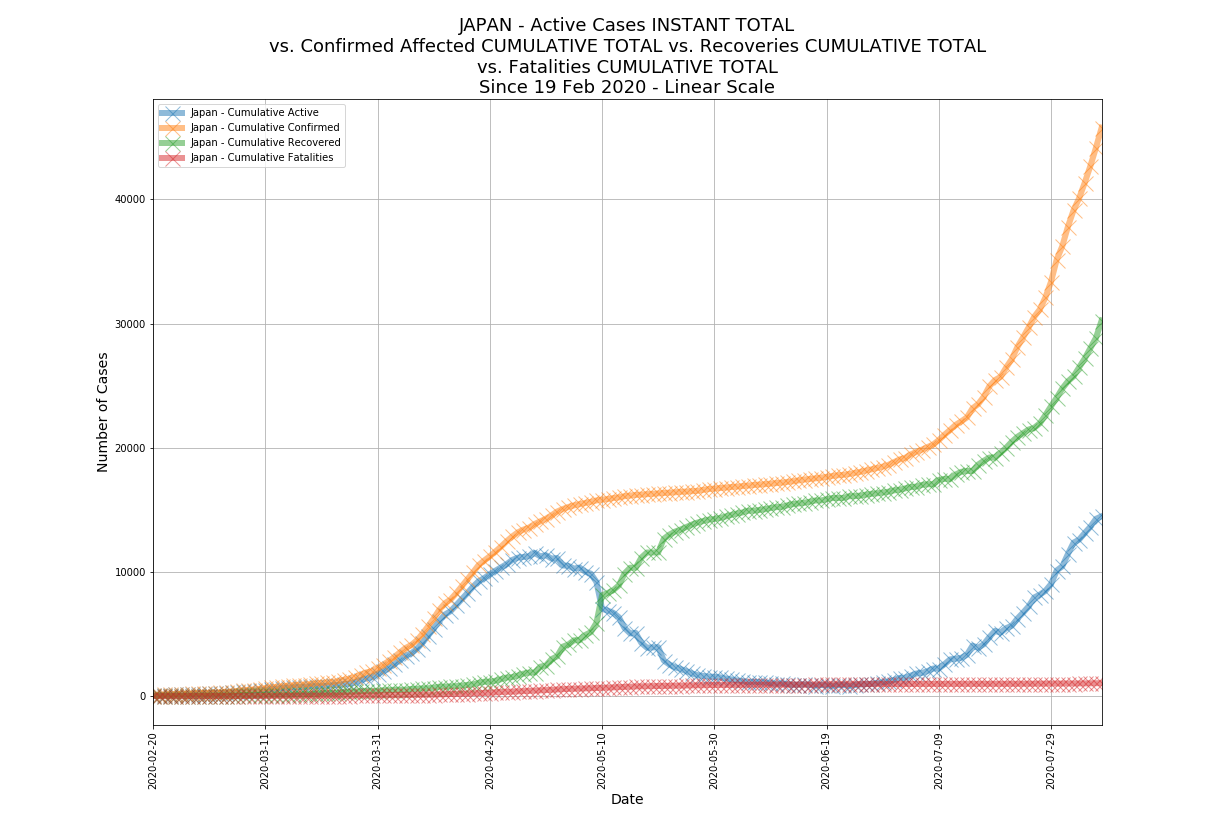 JAPAN - Active Cases INSTANT TOTAL
vs. Confirmed Affected CUMULATIVE TOTAL vs. Recoveries CUMULATIVE TOTAL
vs. Fatalities CUMULATIVE TOTAL
Since 19 Feb 2020 - Linear Scale
Japan - Cumulative Active
Japan - Cumulative Confirmed
Japan - Cumulative Recovered
Japan - Cumulative Fatalities
Number of Cases
40000
30000
20000
10000
0
2020-02-20
2020-03-11
2020-03-31
2020-04-20
2020-05-10
2020-05-30
2020-06-19
2020-07-09
2020-07-29
Date